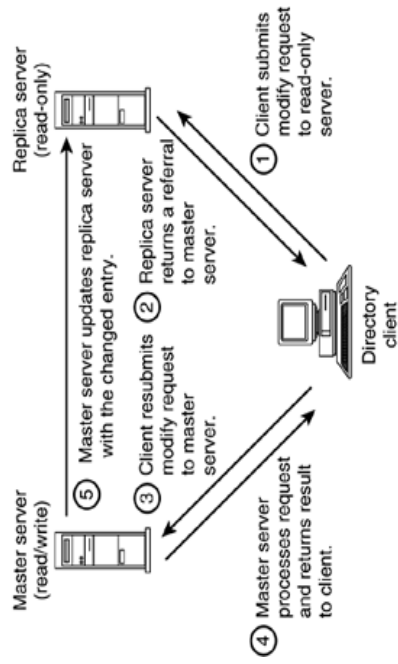 Master server
(read/write)
Replica server
(read-only)
5 Master server updates replica server
with the changed entry.
3 Client resubmits
modify request
to master
server.
2 Replica server
returns a referral
to master
server.
4 Master server
processes request
and returns result
to client.
1 Client submits
modify request
to read-only
server.
Directory
client